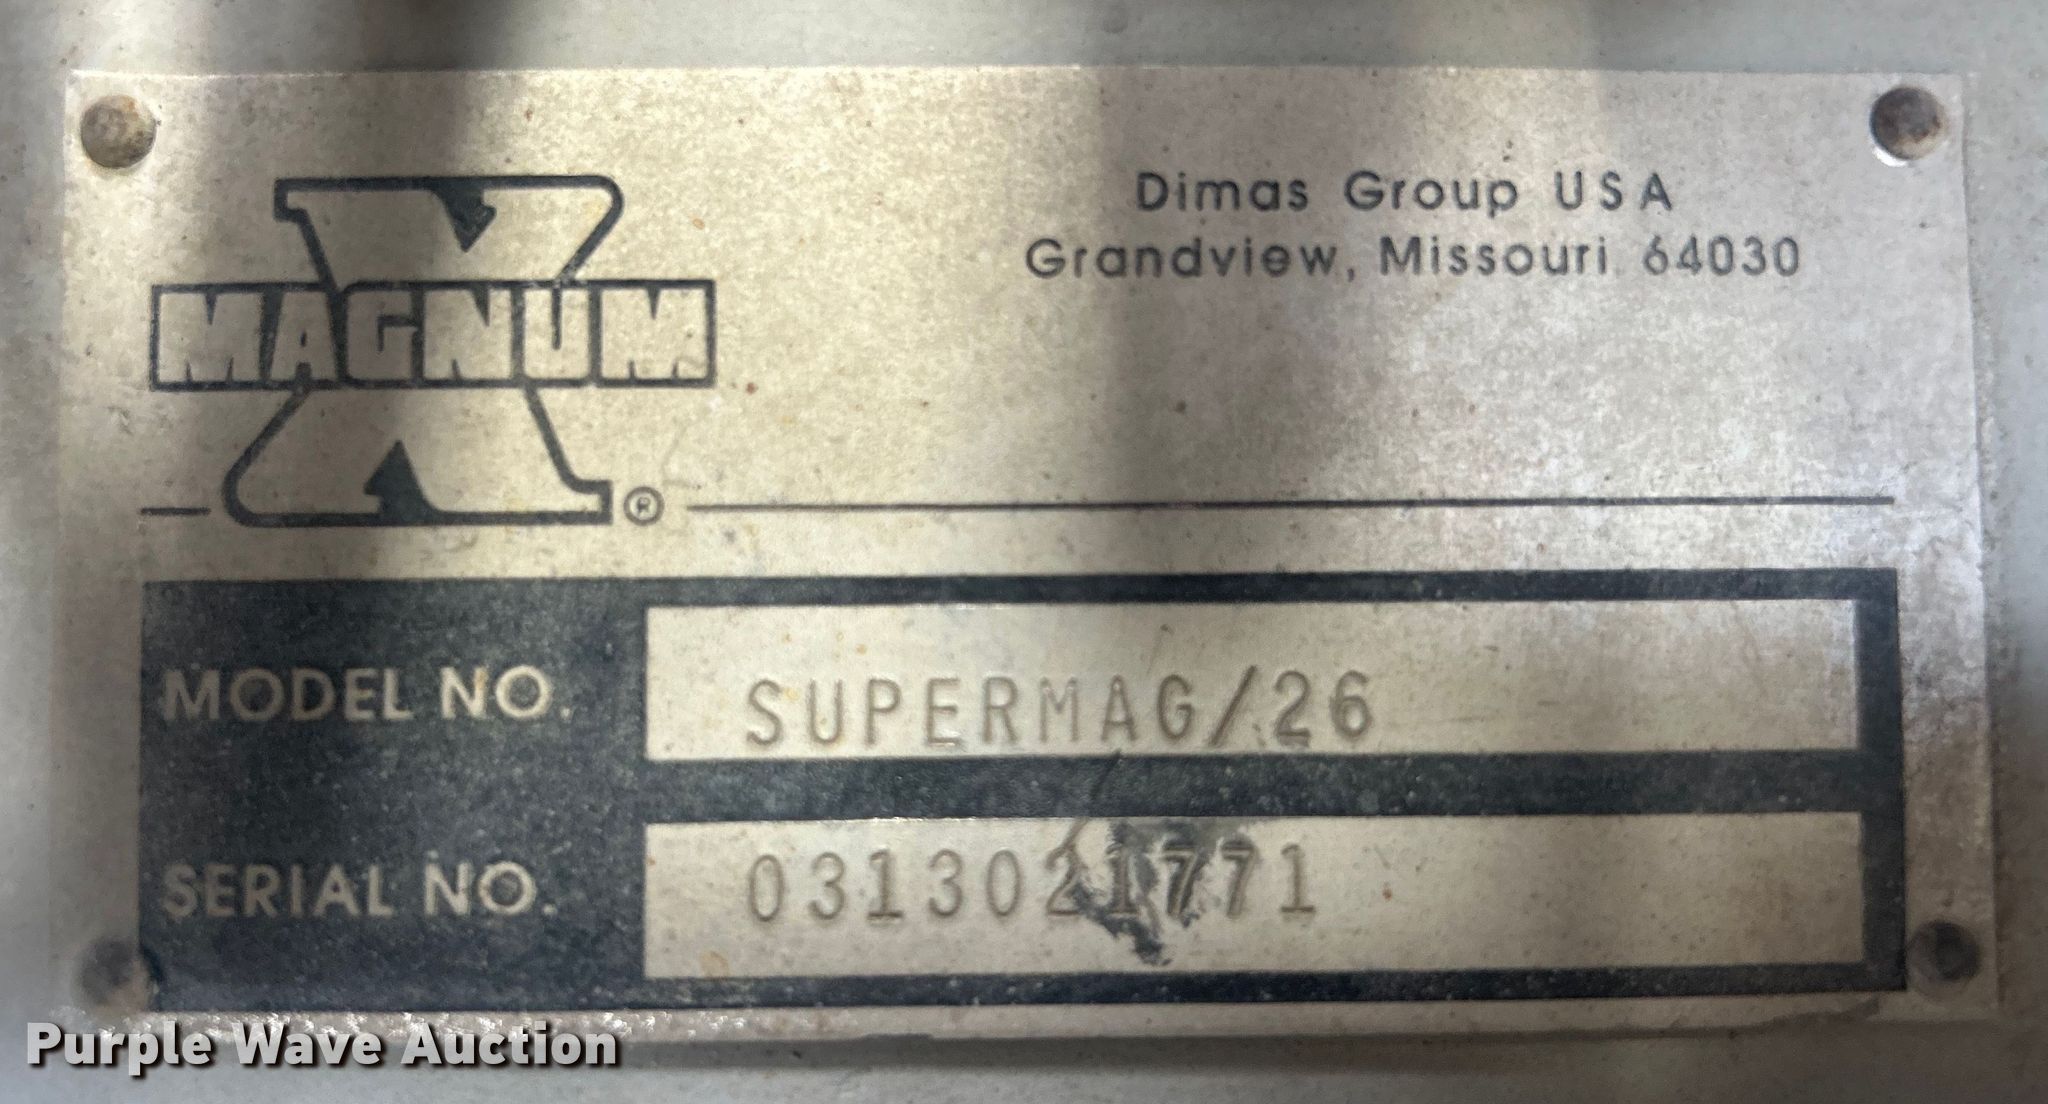 X
MAGNUM
®
Dimas Group USA
Grandview, Missouri 64030
MODEL NO. SUPERMAG/26
SERIAL NO. 0313021771
Purple Wave Auction